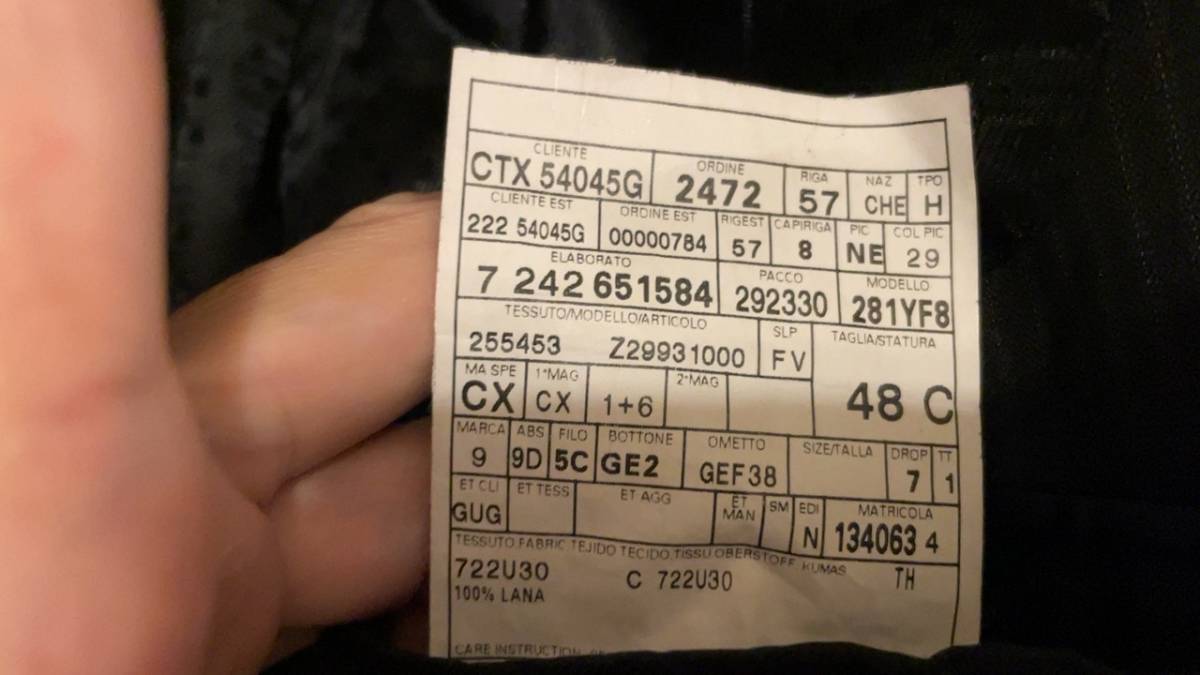 CLIENTE ORDINE RIGA NAZ TPO
CTX 54045G 2472 57 CHE H
CLIENTE EST ORDINE EST RIGEST CAPIRIGA PIC COL PIC
222 54045G 00000784 57 8 NE 29
ELABORATO PACCO MODELLO
7 242 651584 292330 281YF8
TESSUTO/MODELLO/ARTICOLO SLP TAGLIA/STATURA
255453 Z29931000 FV 48 C
MA SPE 1°MAG 2°MAG
CX CX 1+6
MARCA ABS FILO BOTTONE OMETTO SIZE/TALLA DROP TT
9 9D 5C GE2 GEF38 7 1
ET CLI ET TESS ET AGG ET MAN SM EDI MATRICOLA
GUG N 134063 4
TESSUTO FABRIC TEJIDO TECIDO TISSU OBERSTOFF KUMAS
722U30 C 722U30 TH
100% LANA
CARE INSTRUCTION